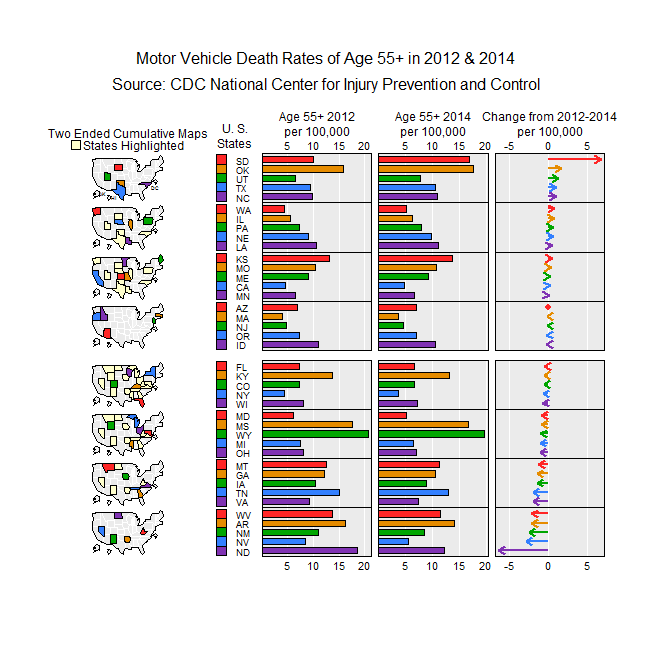 Motor Vehicle Death Rates of Age 55+ in 2012 & 2014
Source: CDC National Center for Injury Prevention and Control
Two Ended Cumulative Maps
States Highlighted
U. S.
States
Age 55+ 2012
per 100,000
Age 55+ 2014
per 100,000
Change from 2012-2014
per 100,000
5 10 15 20 5 10 15 20 -5 0 5
SD
OK
UT
TX
NC
WA
IL
PA
NE
LA
KS
MO
ME
CA
MN
AZ
MA
NJ
OR
ID
FL
KY
CO
NY
WI
MD
MS
WY
MI
OH
MT
GA
IA
TN
VA
WV
AR
NM
NV
ND
5 10 15 20 5 10 15 20 -5 0 5